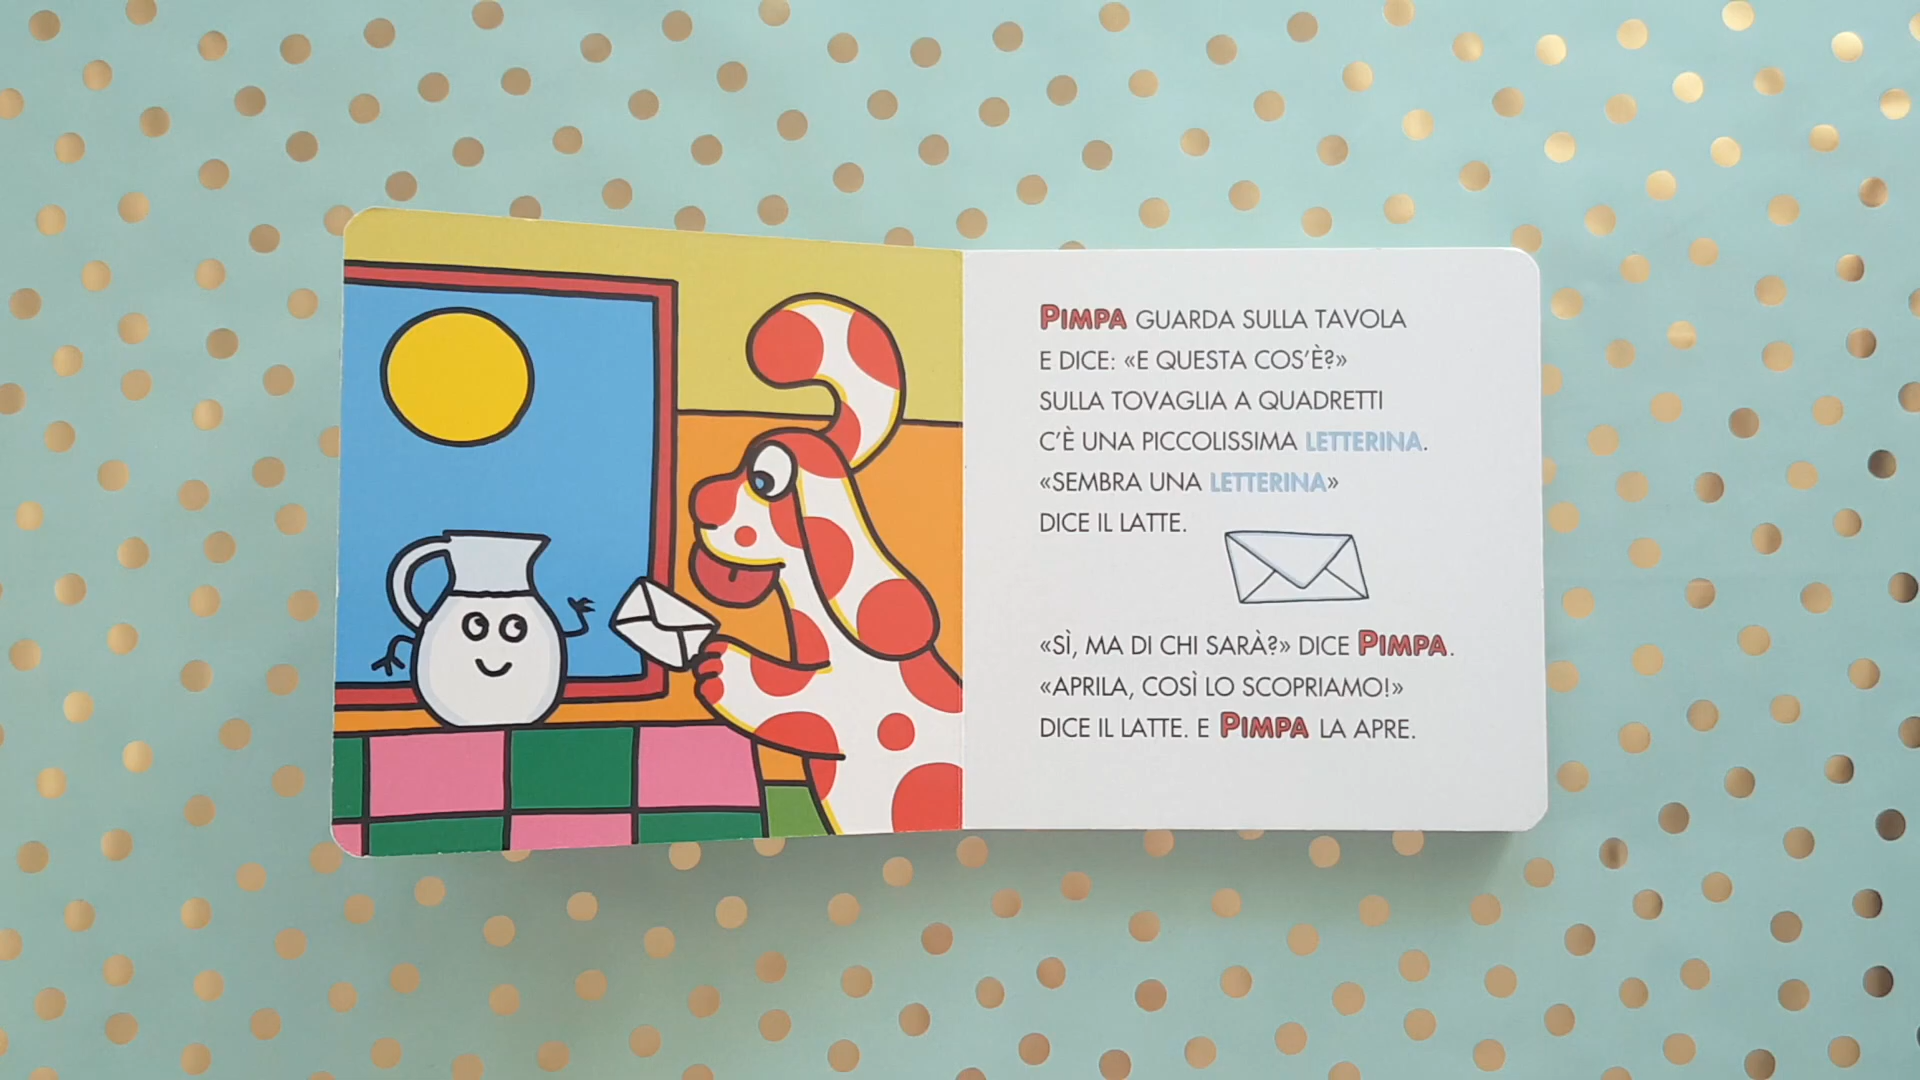 PIMPA GUARDA SULLA TAVOLA
E DICE: «E QUESTA COS'È?»
SULLA TOVAGLIA A QUADRETTI
C'È UNA PICCOLISSIMA LETTERINA.
«SEMBRA UNA LETTERINA»
DICE IL LATTE.
«SÌ, MA DI CHI SARÀ?» DICE PIMPA.
«APRILA, COSÌ LO SCOPRIAMO!»
DICE IL LATTE. E PIMPA LA APRE.